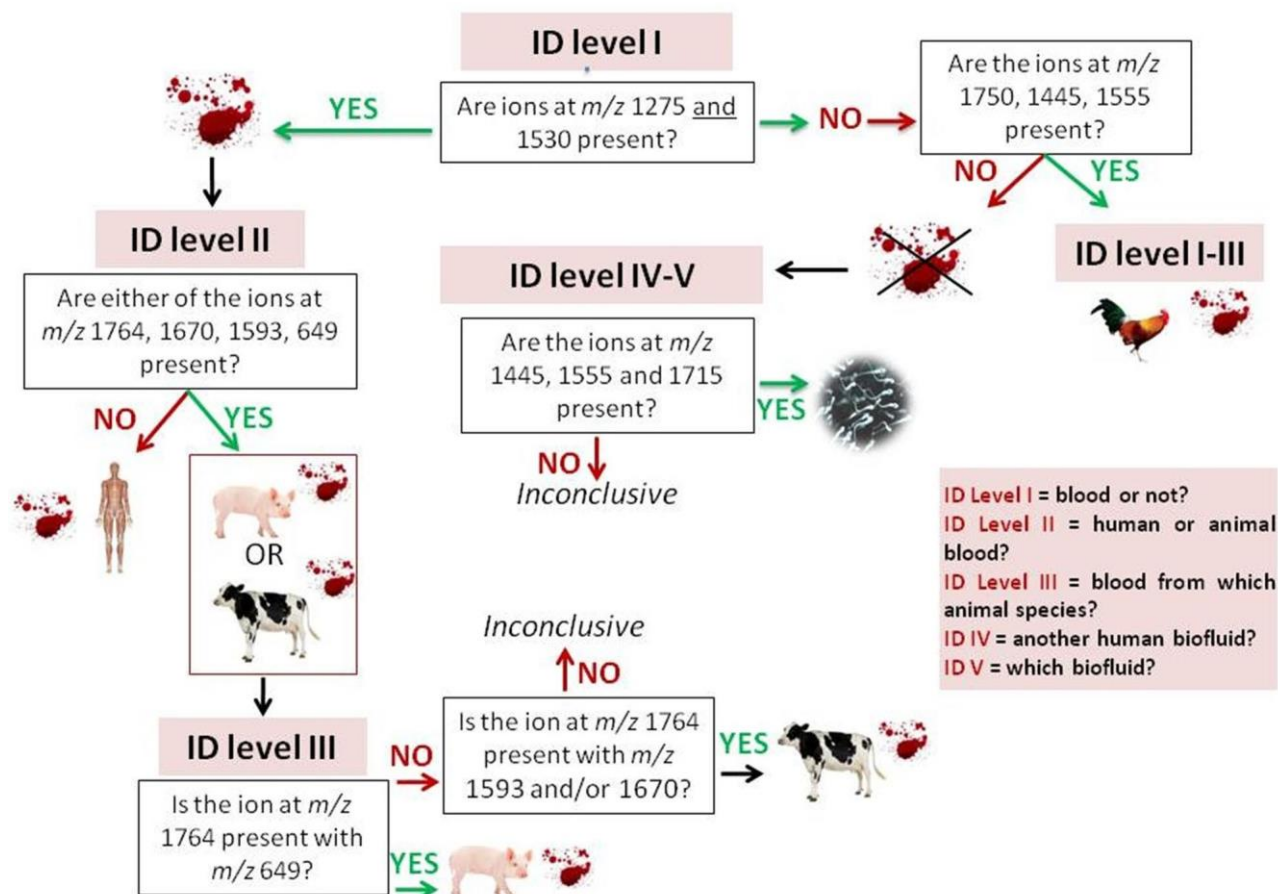 ID level I
Are ions at m/z 1275 and
1530 present?
YES
NO
Are the ions at m/z
1750, 1445, 1555
present?
NO
YES
ID level I-III
ID level II
Are either of the ions at
m/z 1764, 1670, 1593, 649
present?
NO
YES
OR
ID level IV-V
Are the ions at m/z
1445, 1555 and 1715
present?
YES
NO
Inconclusive
ID level III
Is the ion at m/z
1764 present with
m/z 649?
YES
NO
Is the ion at m/z 1764
present with m/z
1593 and/or 1670?
NO
Inconclusive
YES
ID Level I = blood or not?
ID Level II = human or animal
blood?
ID Level III = blood from which
animal species?
ID IV = another human biofluid?
ID V = which biofluid?